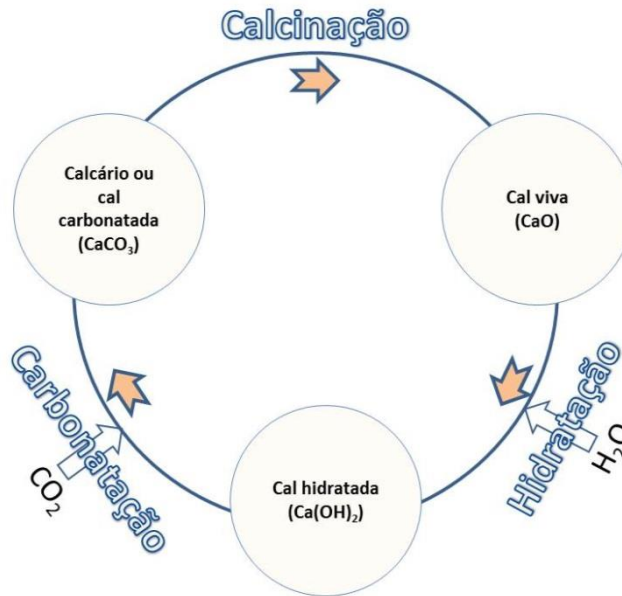 Calcinação
Calcário ou
cal
carbonatada
(CaCO₃)
Cal viva
(CaO)
Carbonatação
CO₂
Hidratação
H₂O
Cal hidratada
(Ca(OH)₂)